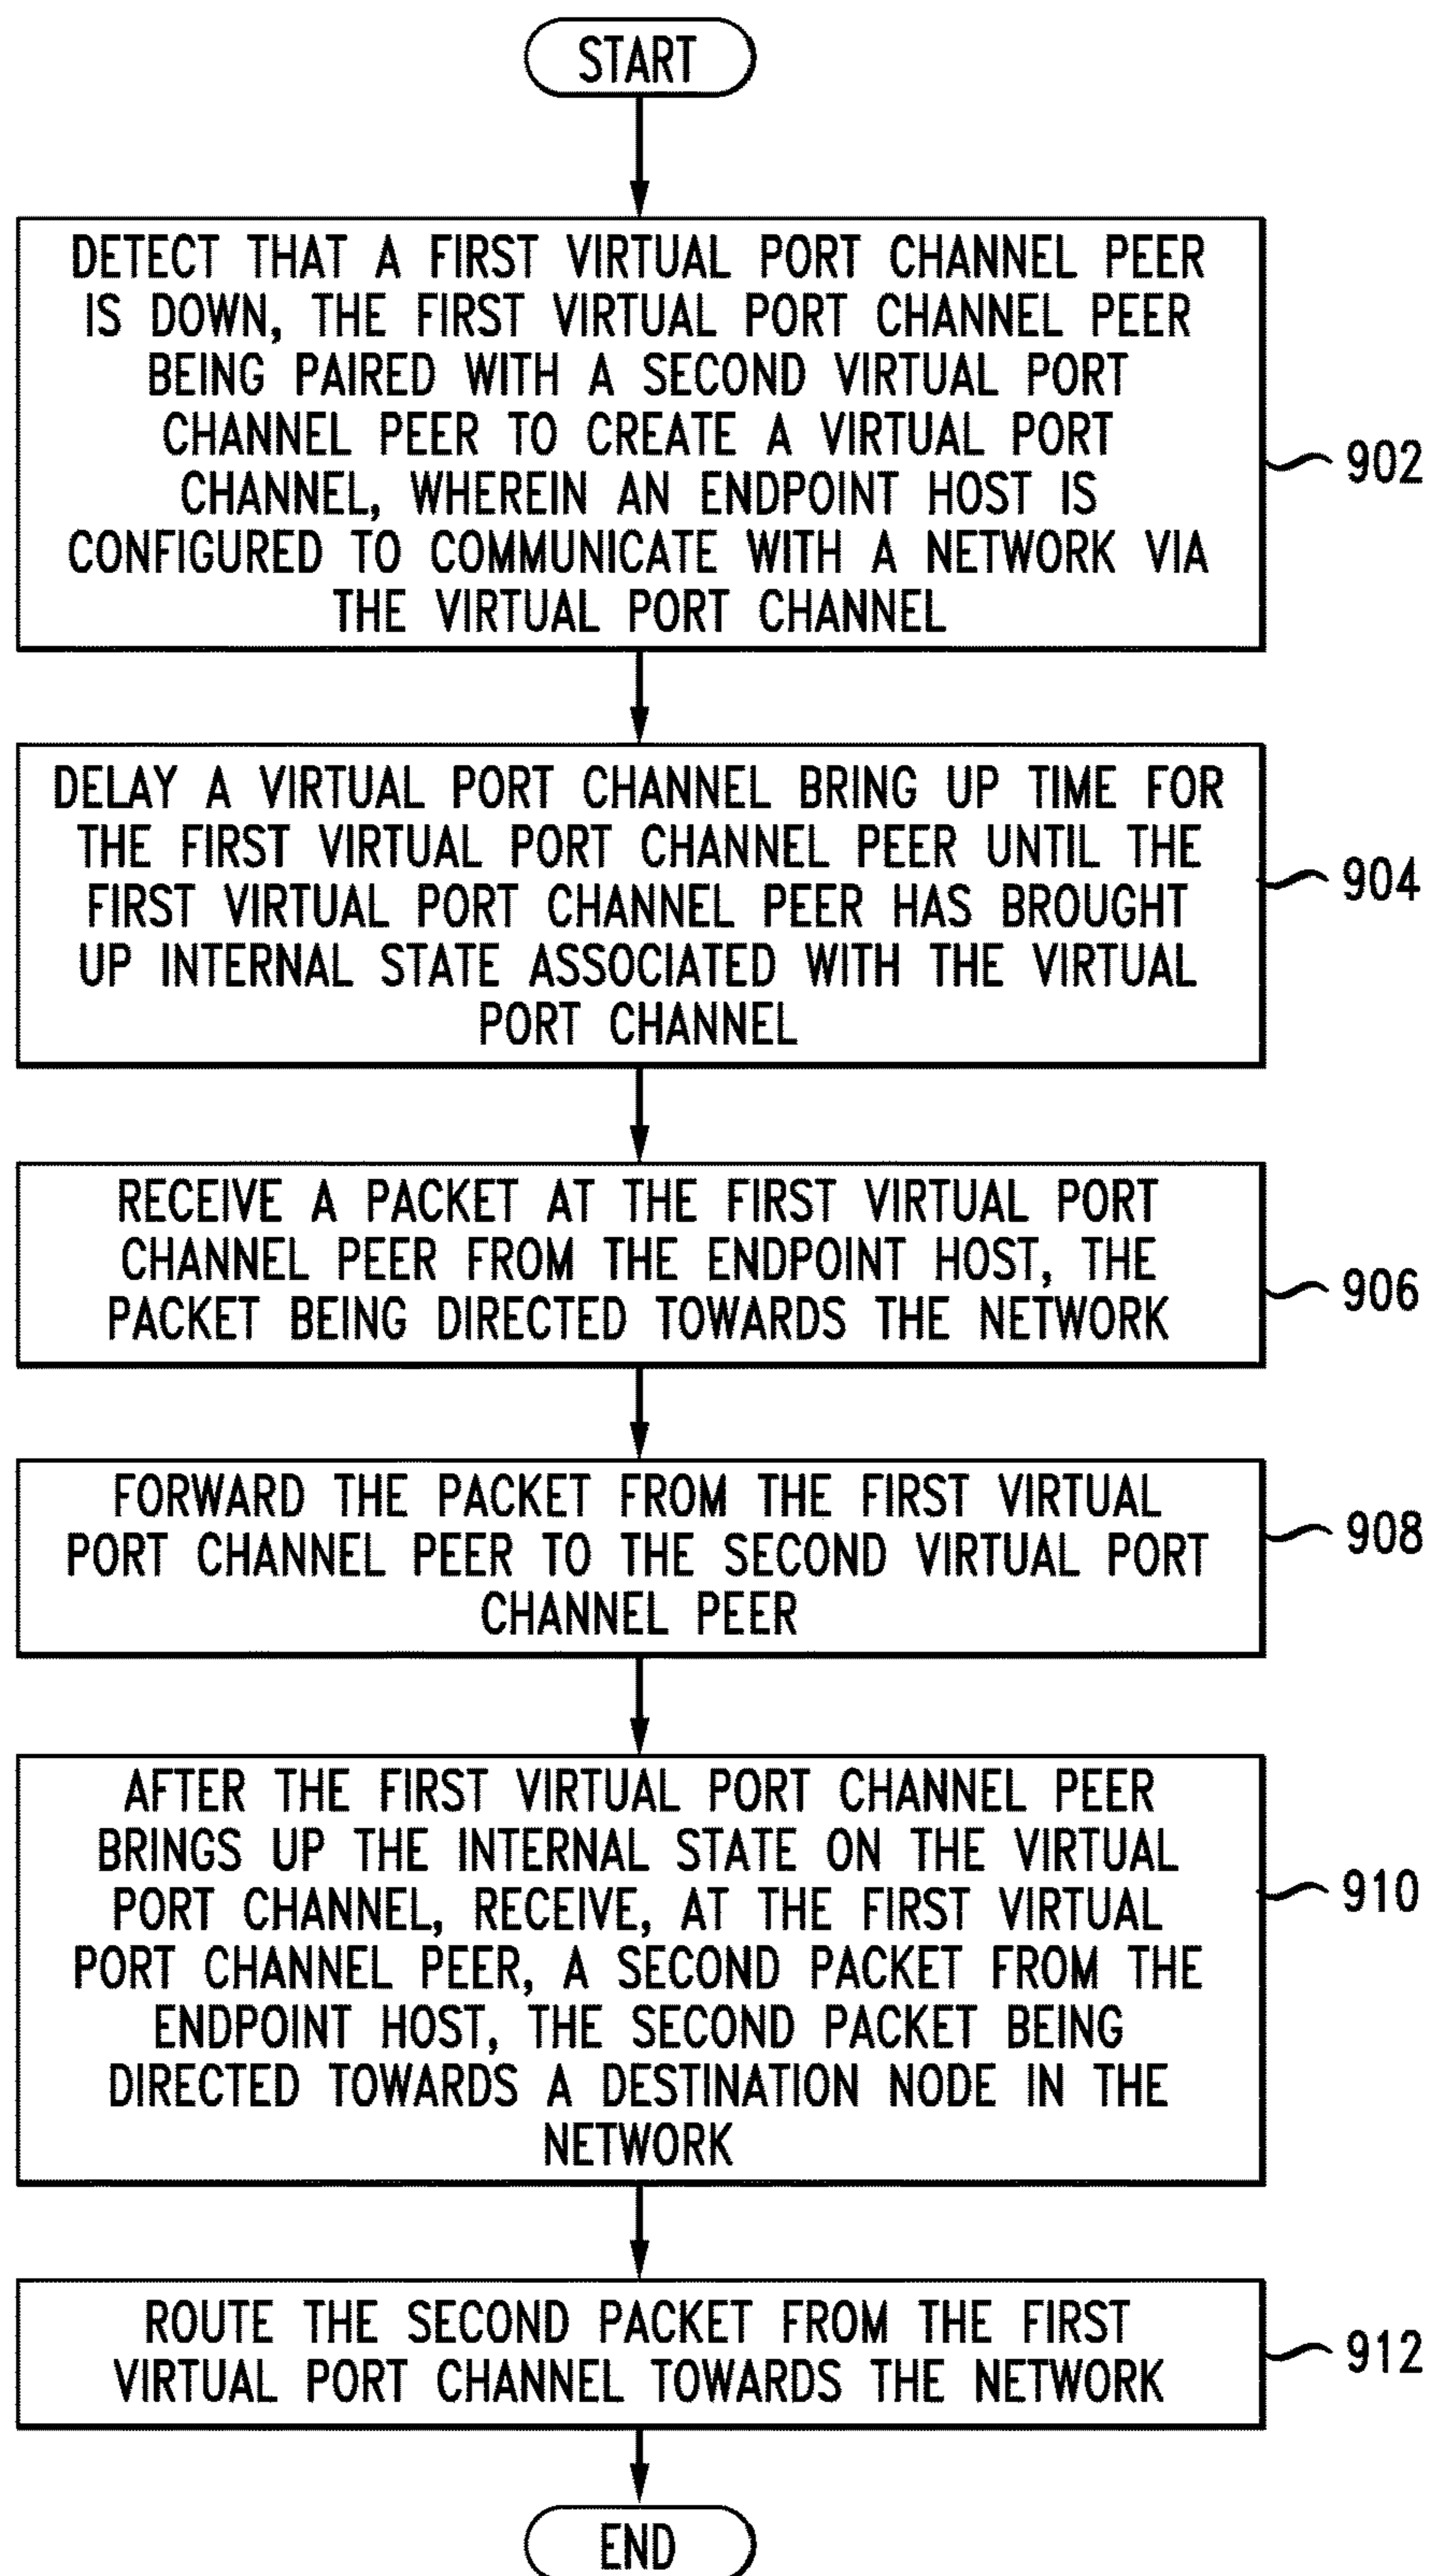 START
DETECT THAT A FIRST VIRTUAL PORT CHANNEL PEER
IS DOWN, THE FIRST VIRTUAL PORT CHANNEL PEER
BEING PAIRED WITH A SECOND VIRTUAL PORT
CHANNEL PEER TO CREATE A VIRTUAL PORT
CHANNEL, WHEREIN AN ENDPOINT HOST IS
CONFIGURED TO COMMUNICATE WITH A NETWORK VIA
THE VIRTUAL PORT CHANNEL
902
DELAY A VIRTUAL PORT CHANNEL BRING UP TIME FOR
THE FIRST VIRTUAL PORT CHANNEL PEER UNTIL THE
FIRST VIRTUAL PORT CHANNEL PEER HAS BROUGHT
UP INTERNAL STATE ASSOCIATED WITH THE VIRTUAL
PORT CHANNEL
904
RECEIVE A PACKET AT THE FIRST VIRTUAL PORT
CHANNEL PEER FROM THE ENDPOINT HOST, THE
PACKET BEING DIRECTED TOWARDS THE NETWORK
906
FORWARD THE PACKET FROM THE FIRST VIRTUAL
PORT CHANNEL PEER TO THE SECOND VIRTUAL PORT
CHANNEL PEER
908
AFTER THE FIRST VIRTUAL PORT CHANNEL PEER
BRINGS UP THE INTERNAL STATE ON THE VIRTUAL
PORT CHANNEL, RECEIVE, AT THE FIRST VIRTUAL
PORT CHANNEL PEER, A SECOND PACKET FROM THE
ENDPOINT HOST, THE SECOND PACKET BEING
DIRECTED TOWARDS A DESTINATION NODE IN THE
NETWORK
910
ROUTE THE SECOND PACKET FROM THE FIRST
VIRTUAL PORT CHANNEL TOWARDS THE NETWORK
912
END